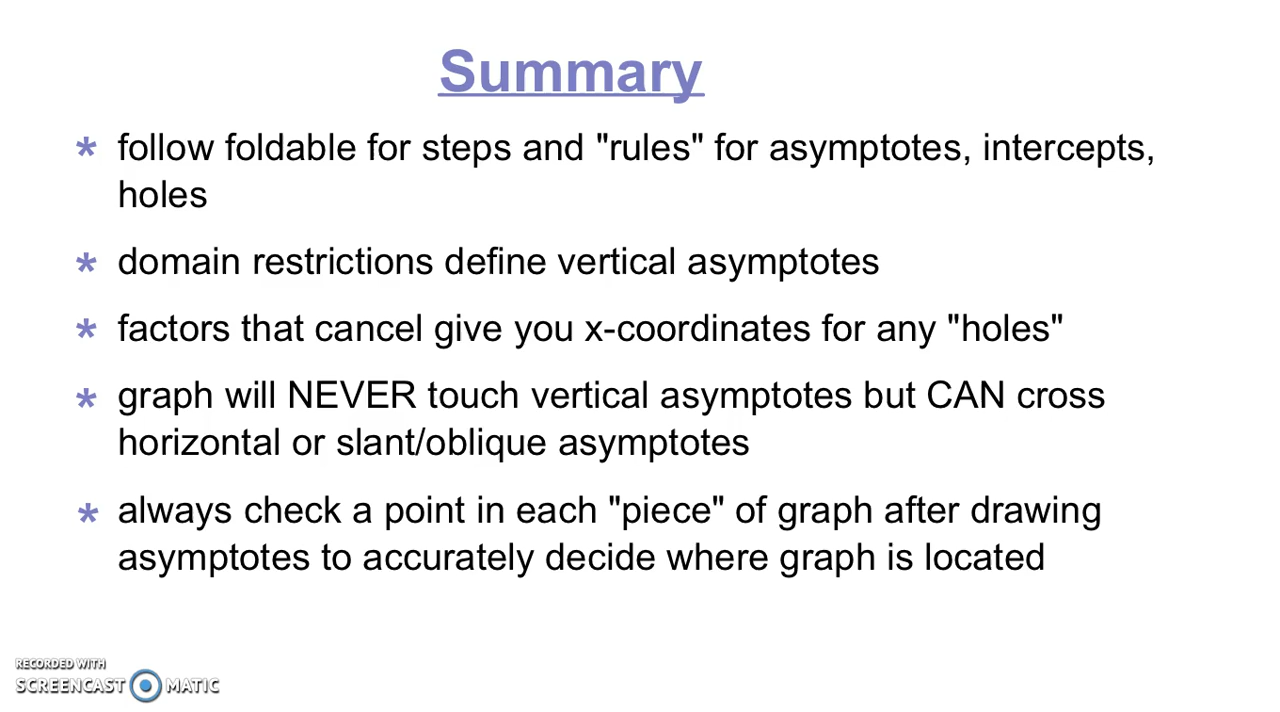 Summary
* follow foldable for steps and "rules" for asymptotes, intercepts,
holes
* domain restrictions define vertical asymptotes
* factors that cancel give you x-coordinates for any "holes"
* graph will NEVER touch vertical asymptotes but CAN cross
horizontal or slant/oblique asymptotes
* always check a point in each "piece" of graph after drawing
asymptotes to accurately decide where graph is located
RECORDED WITH
SCREENCAST MATIC